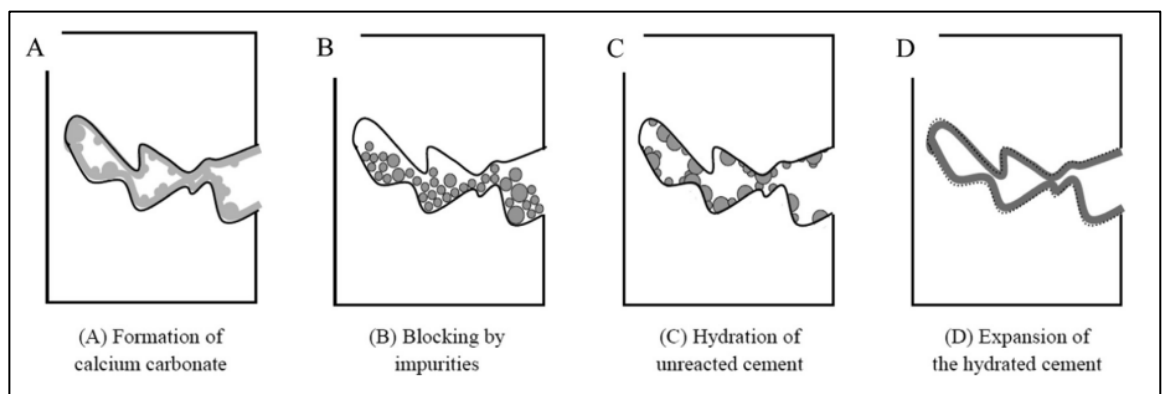 A
B
C
D
(A) Formation of
calcium carbonate
(B) Blocking by
impurities
(C) Hydration of
unreacted cement
(D) Expansion of
the hydrated cement